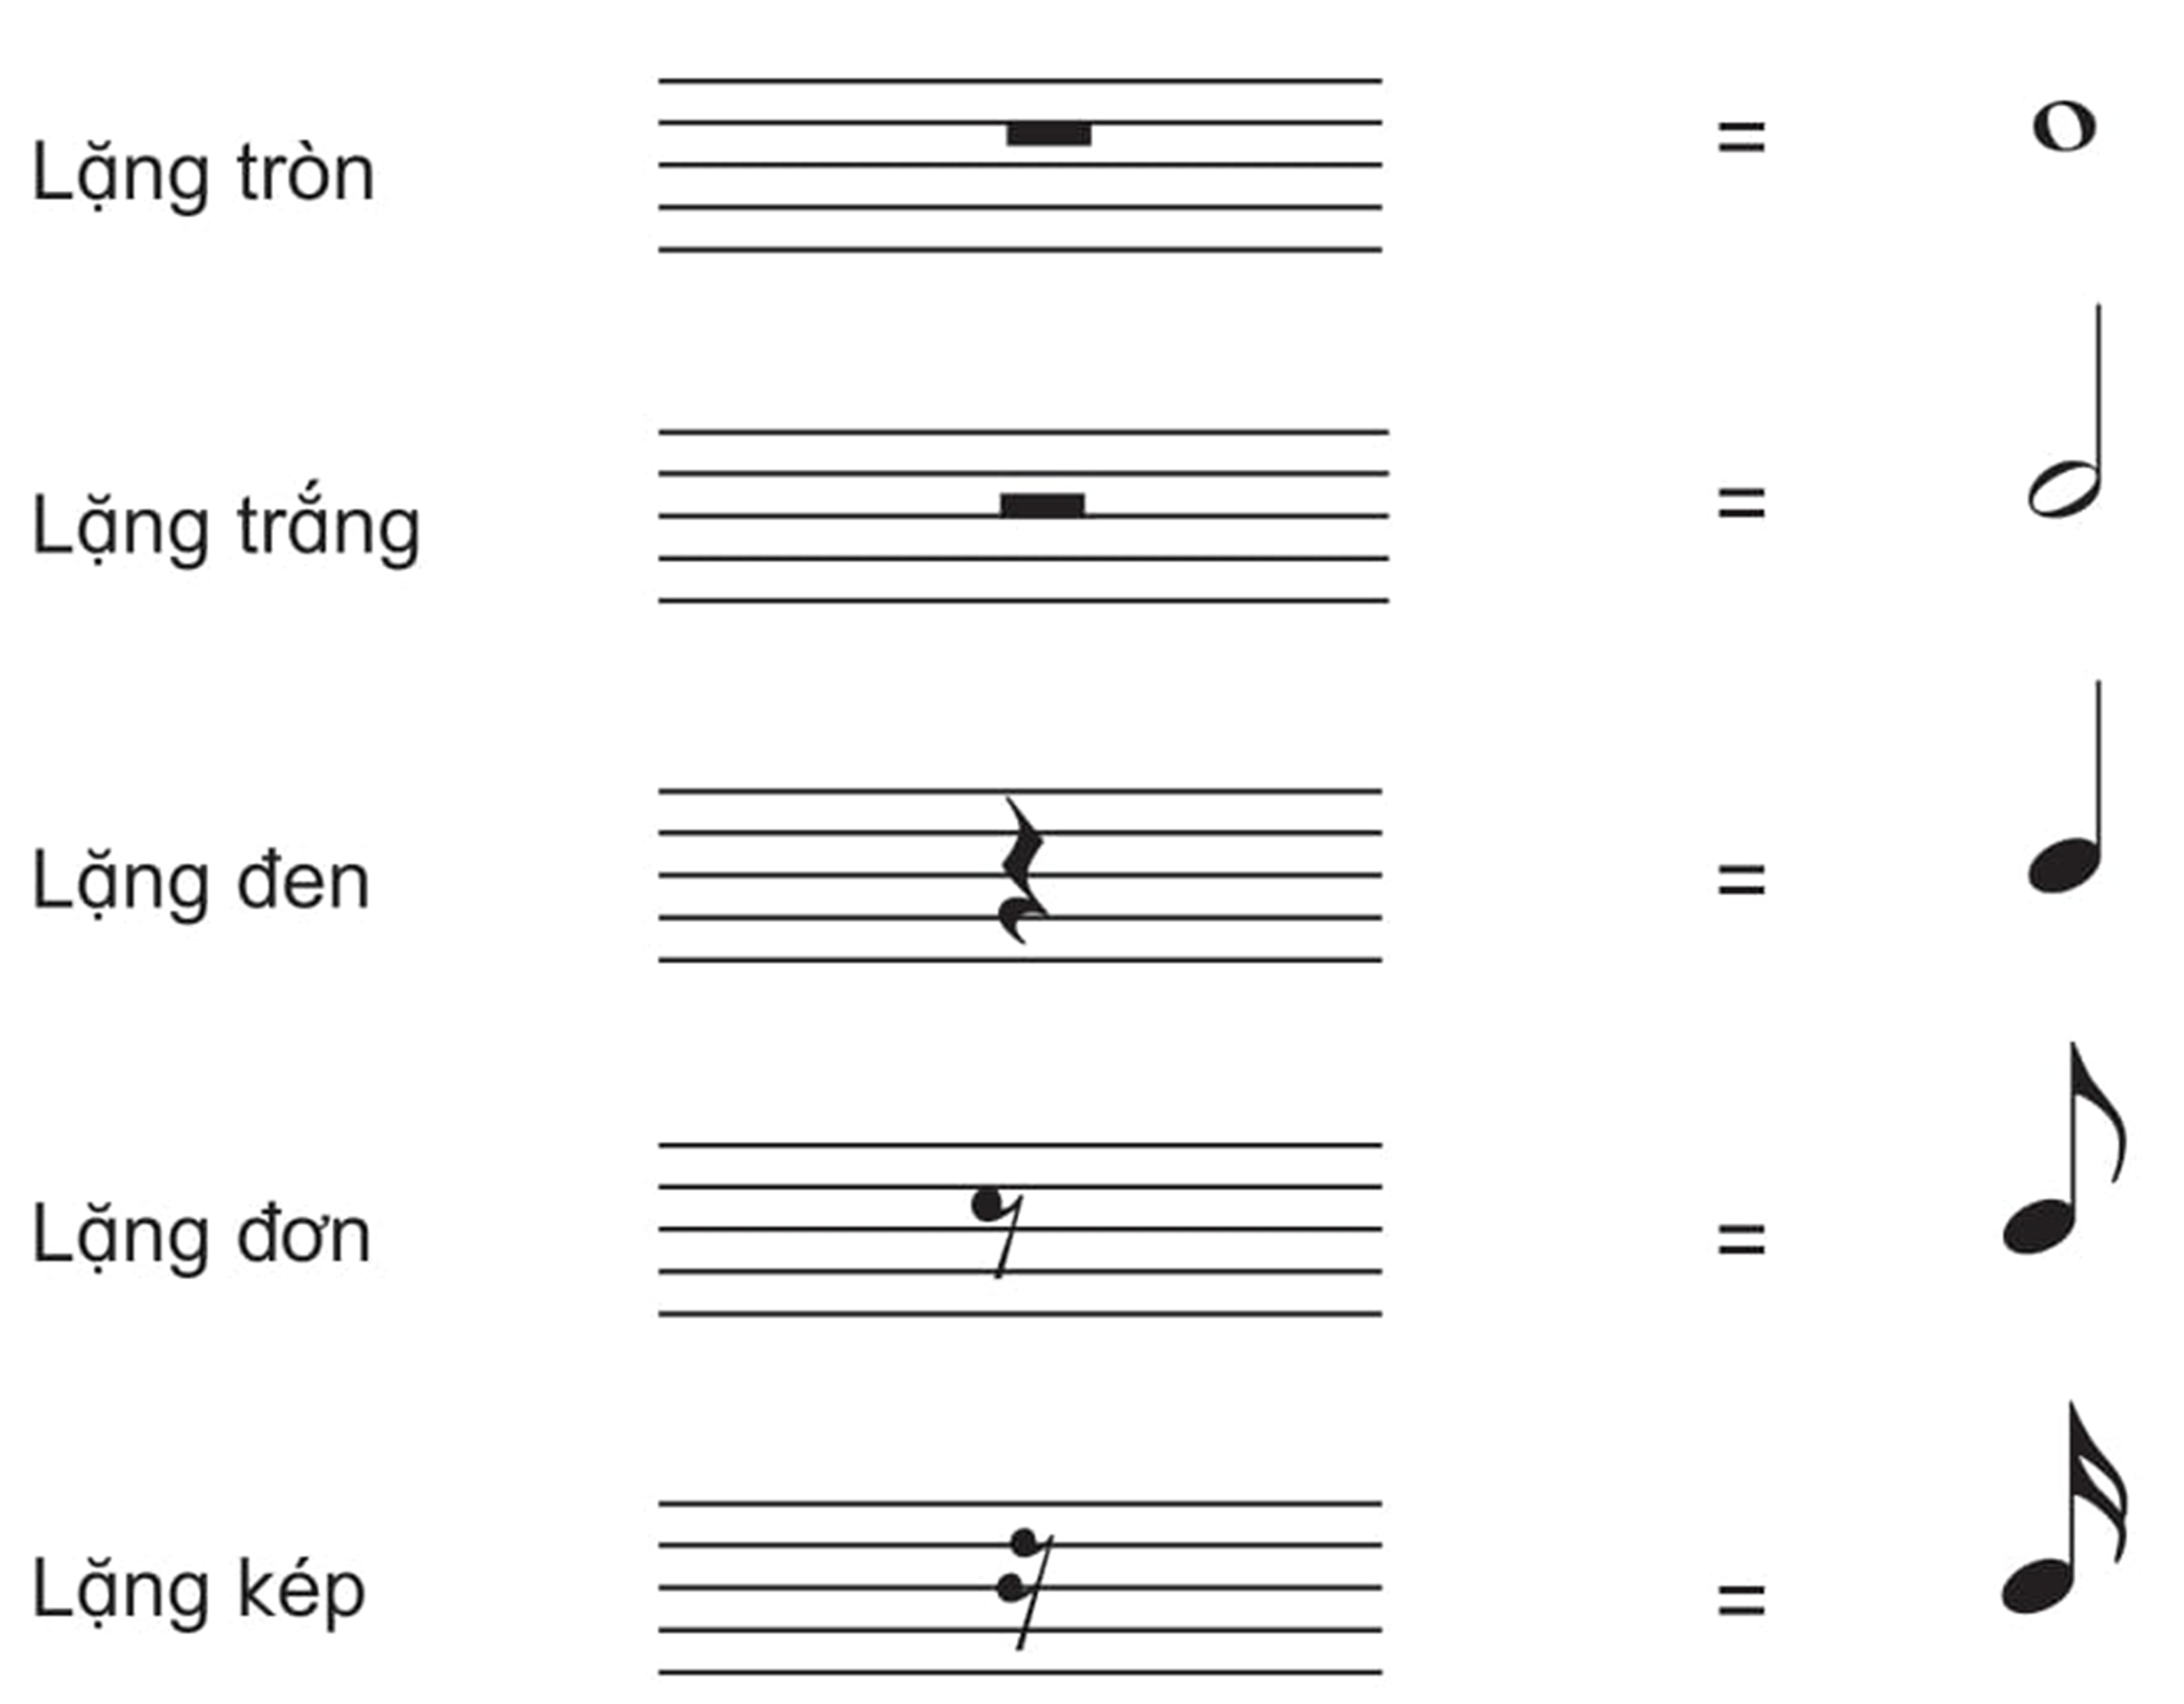 Lặng tròn =
Lặng trắng =
Lặng đen =
Lặng đơn =
Lặng kép =